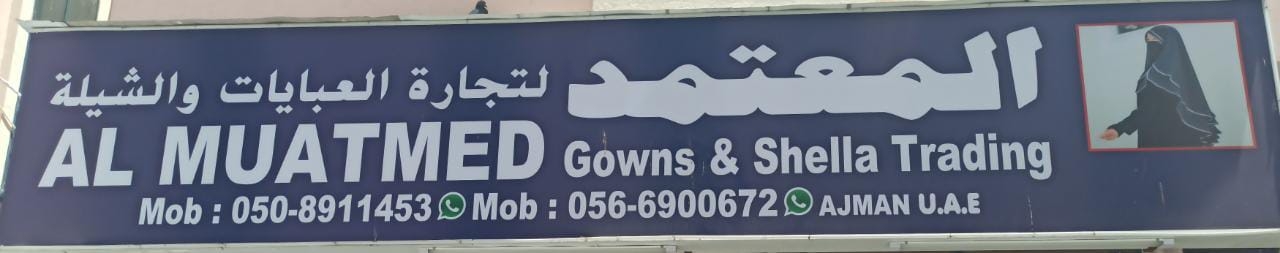 المعتمد لتجارة العبايات والشيلة
AL MUATMED Gowns & Shella Trading
Mob : 050-8911453 Mob : 056-6900672 AJMAN U.A.E